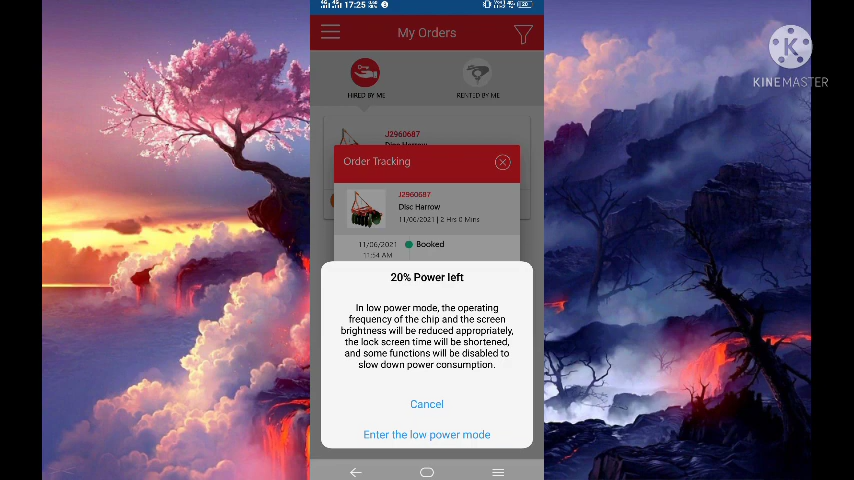 17:25
My Orders
HIRED BY ME
RENTED BY ME
J2960687
Order Tracking
J2960687
Disc Harrow
11/06/2021 | 2 Hrs 0 Mins
11/06/2021
Booked
11:54 AM
20% Power left
In low power mode, the operating
frequency of the chip and the screen
brightness will be reduced appropriately,
the lock screen time will be shortened,
and some functions will be disabled to
slow down power consumption.
Cancel
Enter the low power mode
K
KINEMASTER